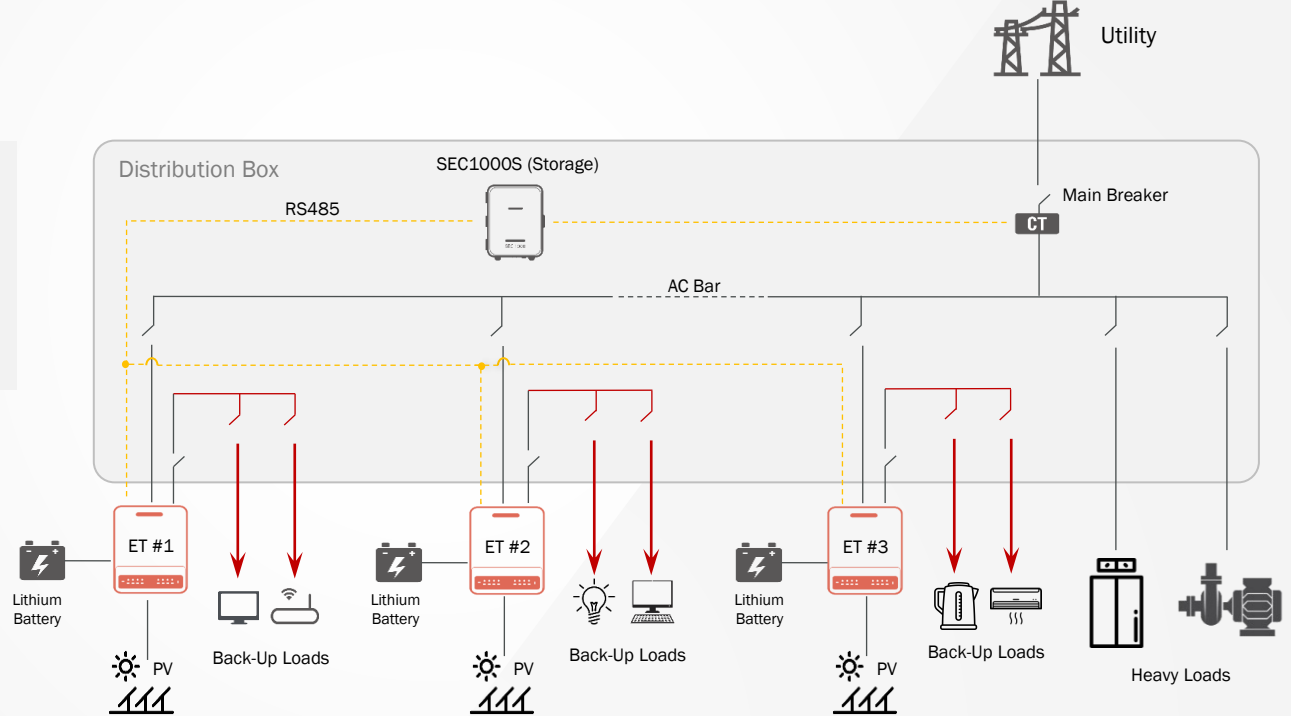 Utility
Distribution Box
SEC1000S (Storage)
RS485
Main Breaker
CT
AC Bar
ET #1
ET #2
ET #3
Lithium
Battery
Lithium
Battery
Lithium
Battery
Back-Up Loads
Back-Up Loads
Back-Up Loads
Heavy Loads
PV
PV
PV